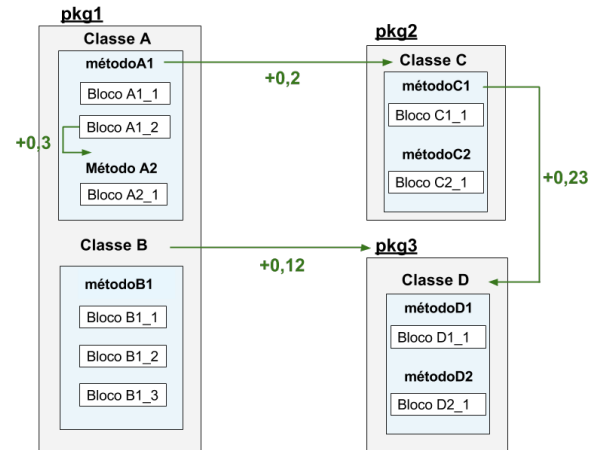 pkg1
Classe A
métodoA1
Bloco A1_1
Bloco A1_2
+0,3
Método A2
Bloco A2_1
Classe B
métodoB1
Bloco B1_1
Bloco B1_2
Bloco B1_3
+0,2
+0,12
pkg2
Classe C
métodoC1
Bloco C1_1
métodoC2
Bloco C2_1
+0,23
pkg3
Classe D
métodoD1
Bloco D1_1
métodoD2
Bloco D2_1